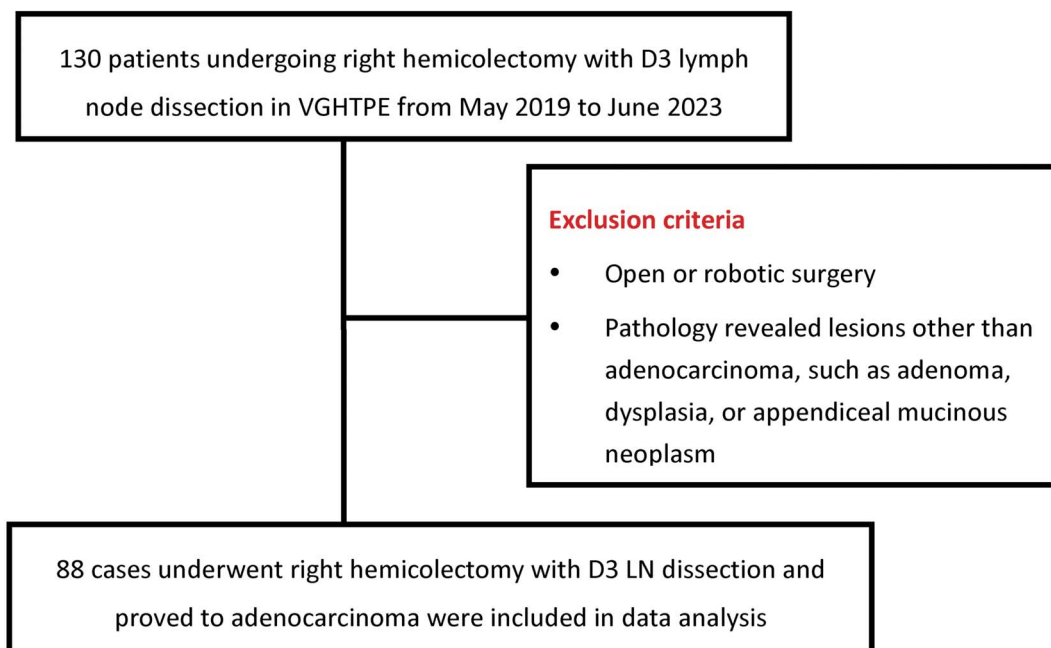 130 patients undergoing right hemicolectomy with D3 lymph
node dissection in VGHTPE from May 2019 to June 2023
Exclusion criteria
• Open or robotic surgery
• Pathology revealed lesions other than
adenocarcinoma, such as adenoma,
dysplasia, or appendiceal mucinous
neoplasm
88 cases underwent right hemicolectomy with D3 LN dissection and
proved to adenocarcinoma were included in data analysis